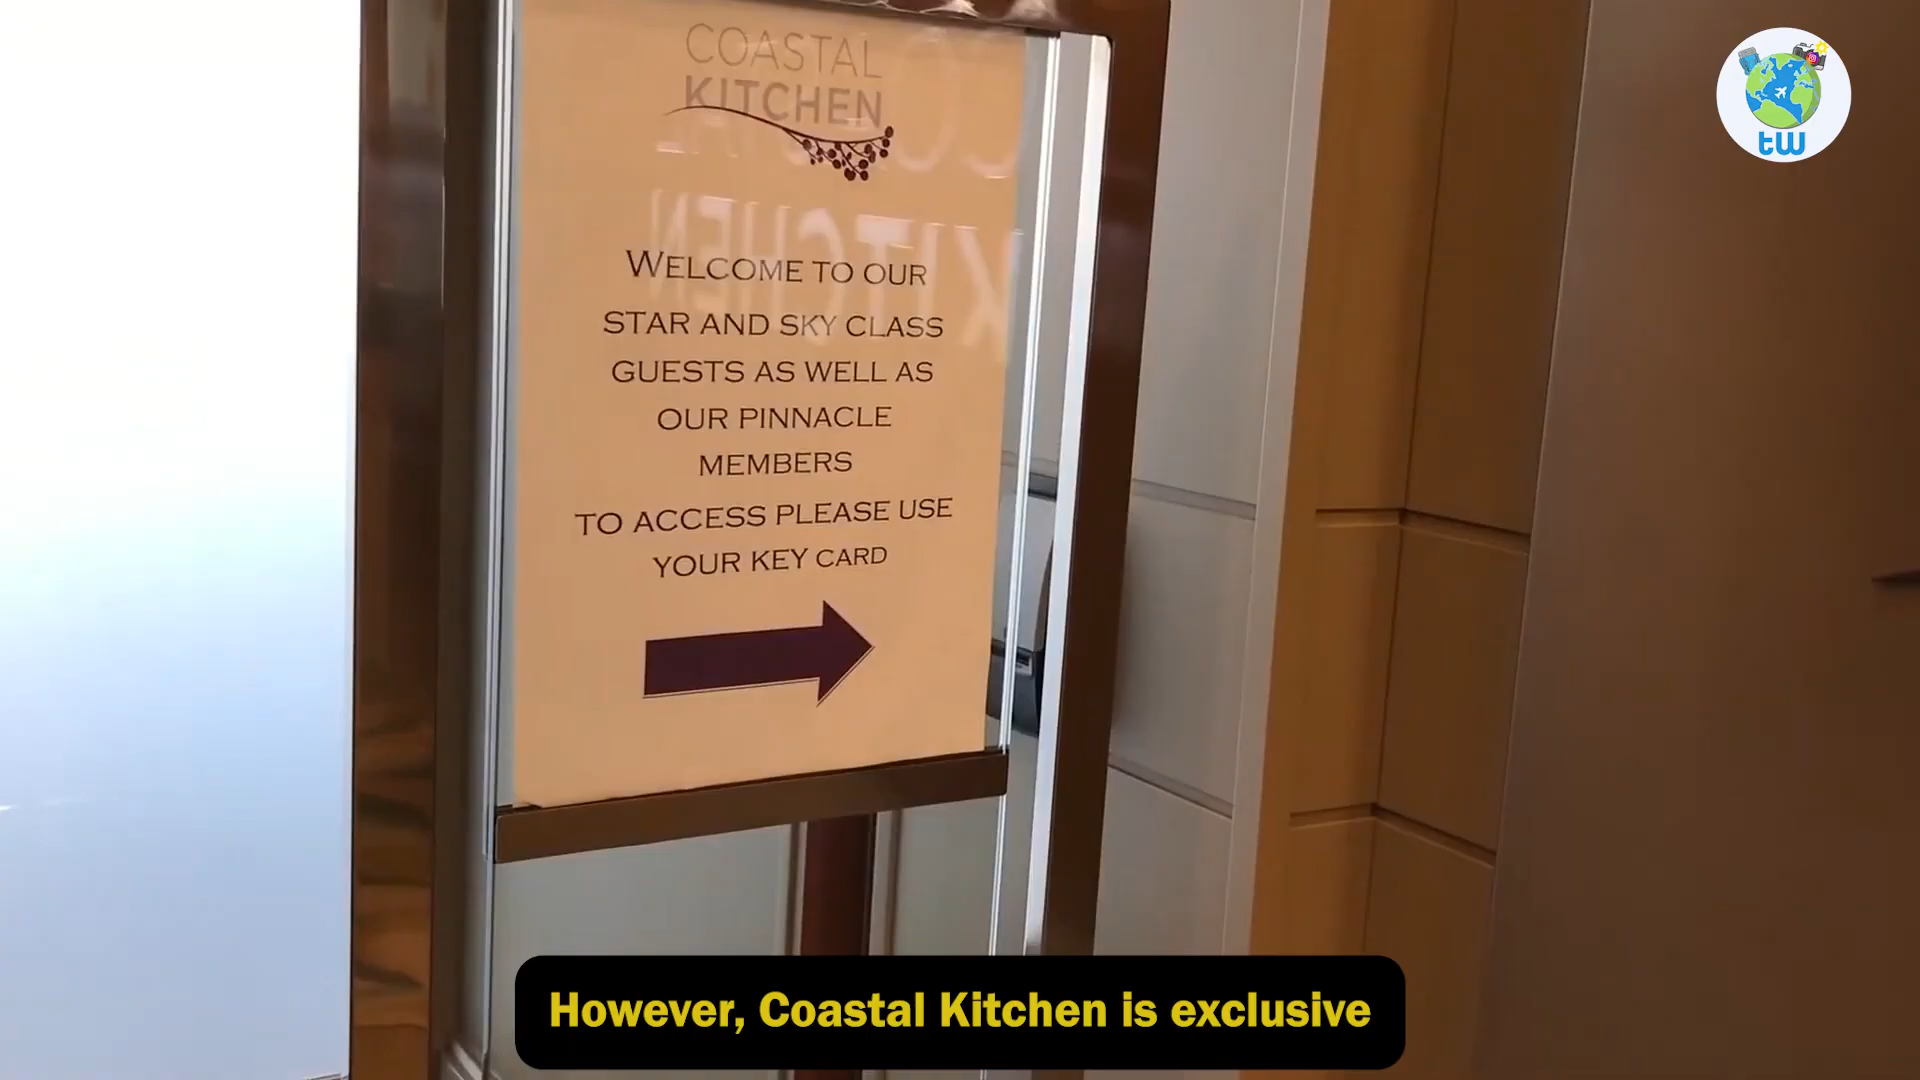 COASTAL
KITCHEN
WELCOME TO OUR
STAR AND SKY CLASS
GUESTS AS WELL AS
OUR PINNACLE
MEMBERS
TO ACCESS PLEASE USE
YOUR KEY CARD
tW
However, Coastal Kitchen is exclusive